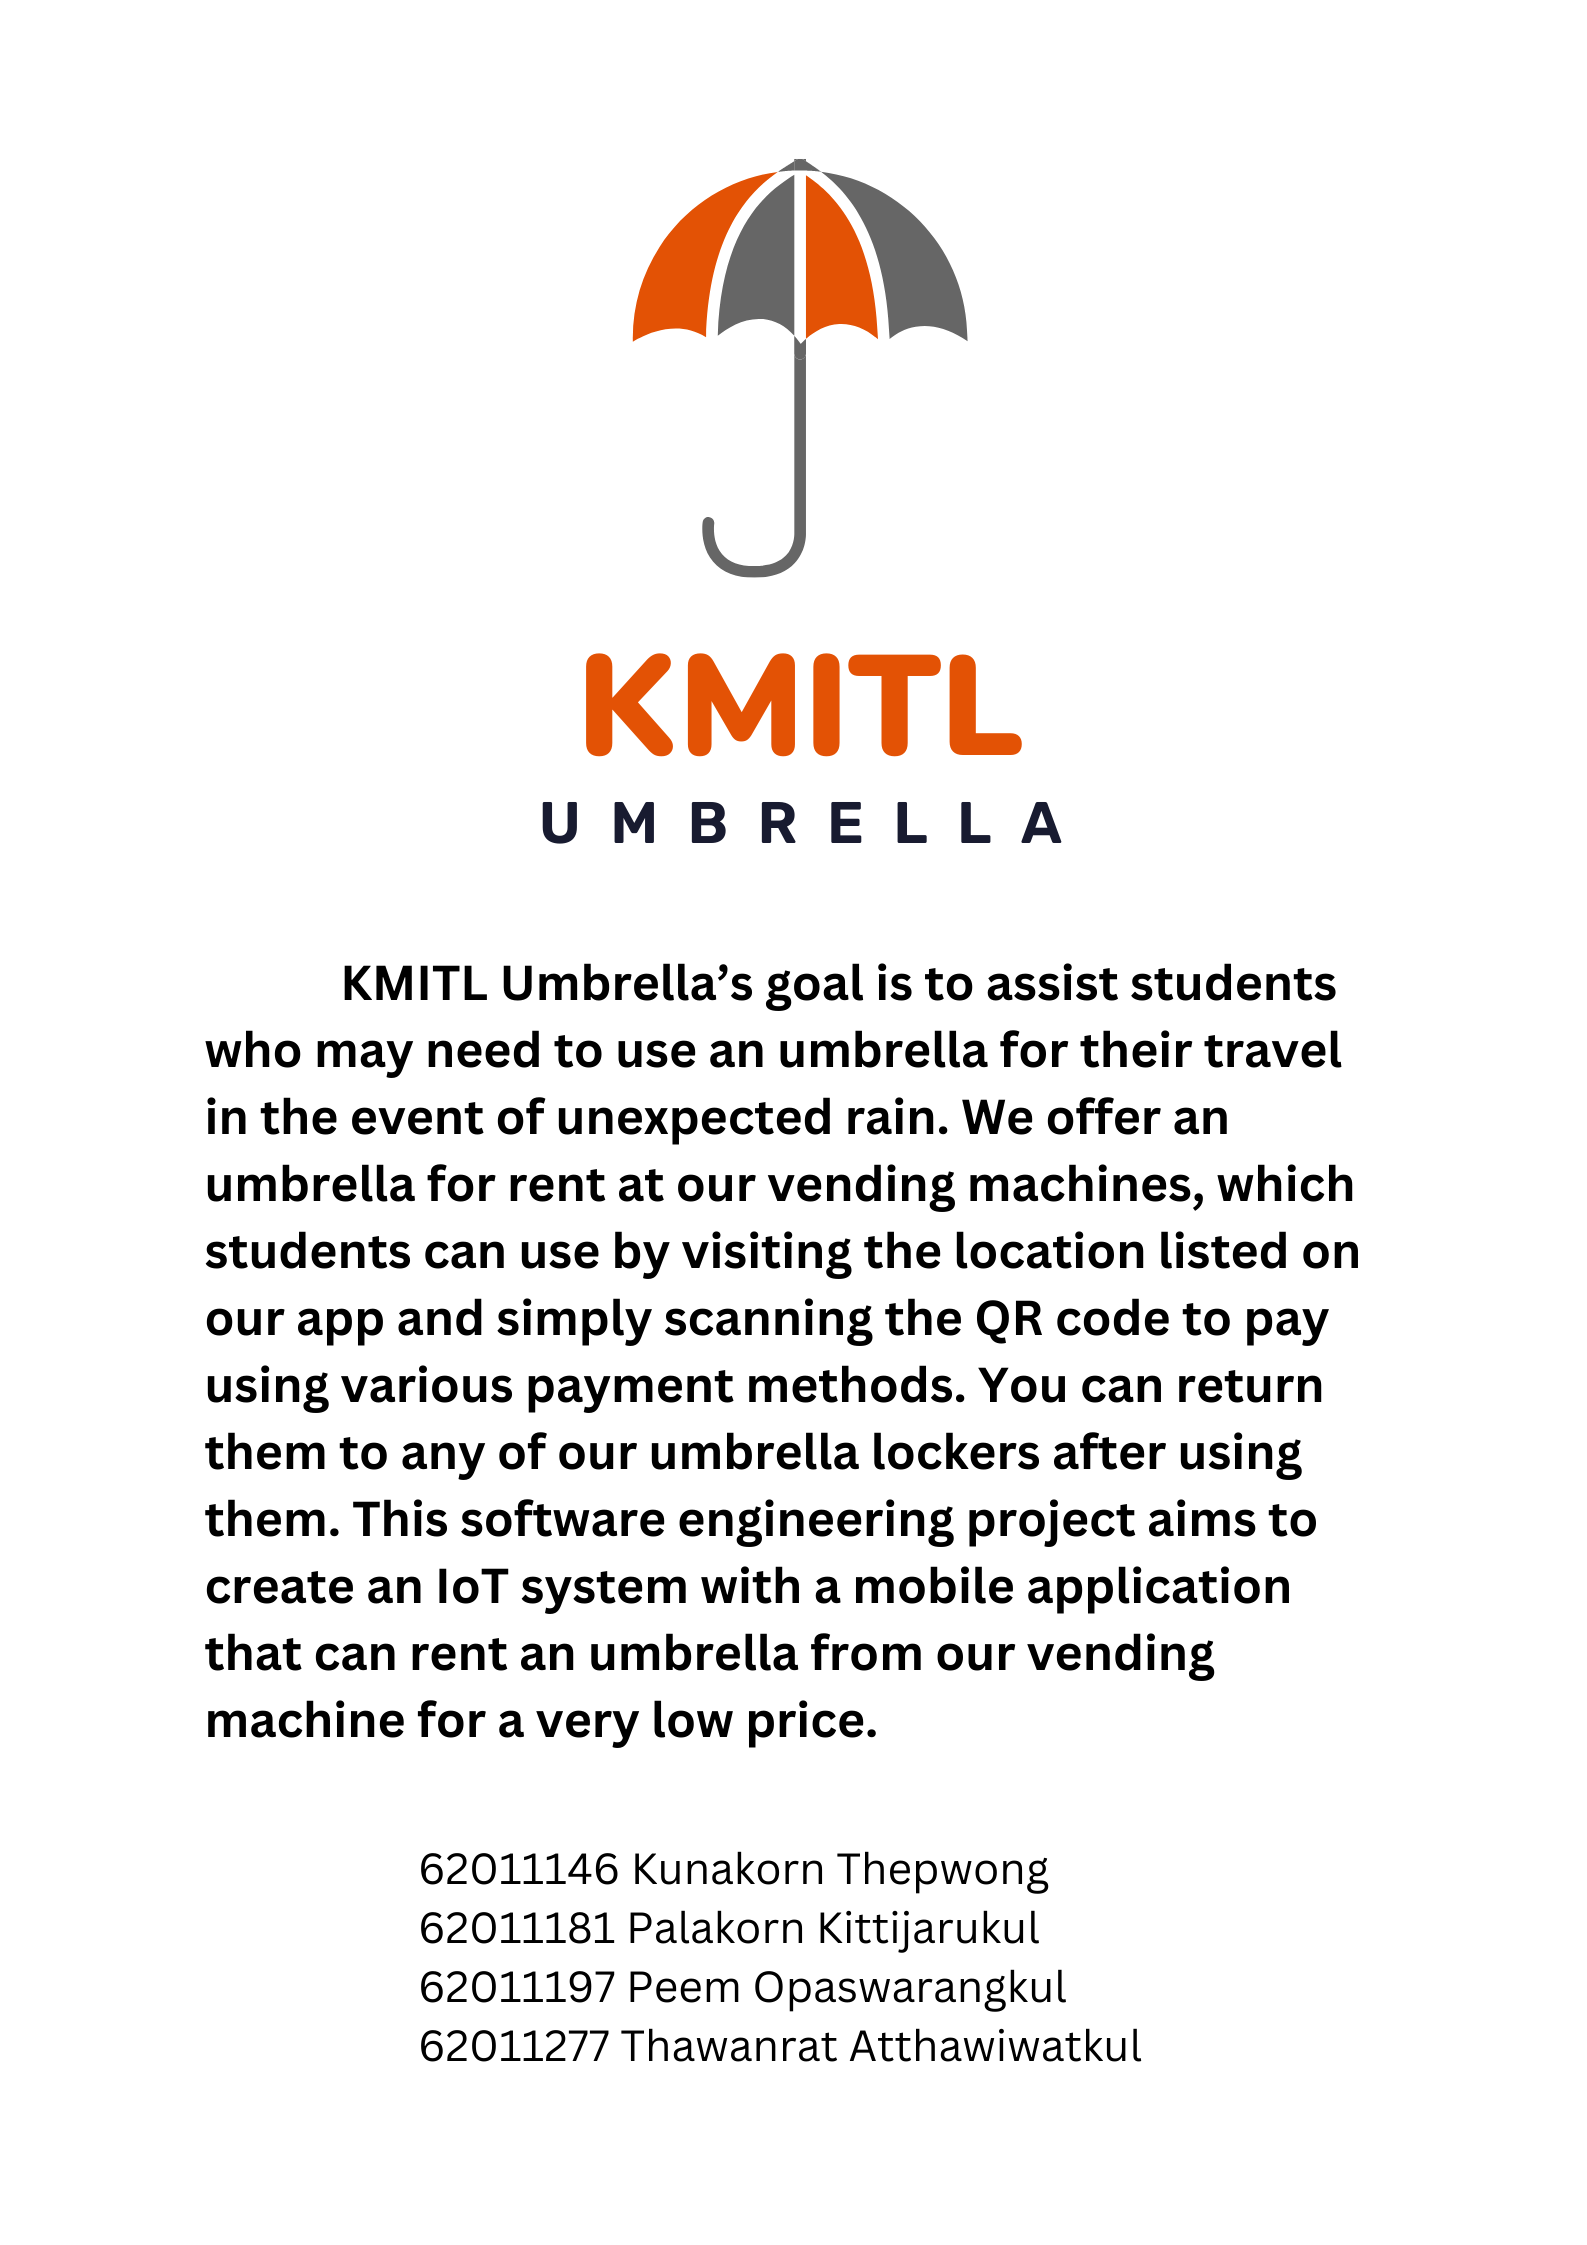 KMITL
UMBRELLA
KMITL Umbrella’s goal is to assist students
who may need to use an umbrella for their travel
in the event of unexpected rain. We offer an
umbrella for rent at our vending machines, which
students can use by visiting the location listed on
our app and simply scanning the QR code to pay
using various payment methods. You can return
them to any of our umbrella lockers after using
them. This software engineering project aims to
create an IoT system with a mobile application
that can rent an umbrella from our vending
machine for a very low price.
62011146 Kunakorn Thepwong
62011181 Palakorn Kittijarukul
62011197 Peem Opaswarangkul
62011277 Thawanrat Atthawiwatkul